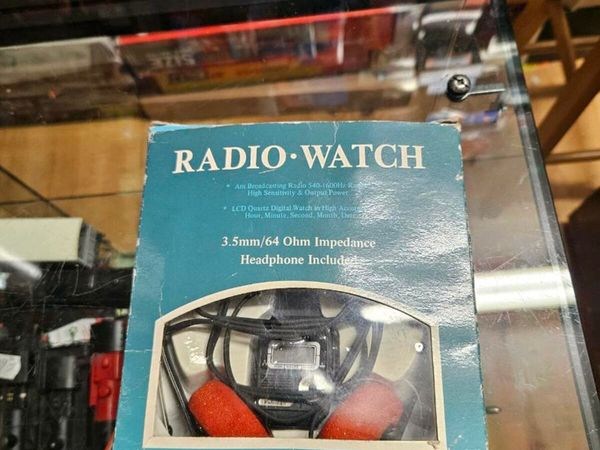 RADIO·WATCH
• Am Broadcasting Radio 540-1600Hz
High Sensitivity & Output Power
• LCD Quartz Digital Watch in High
Hour, Minute, Second, Month, Date
3.5mm/64 Ohm Impedance
Headphone Included